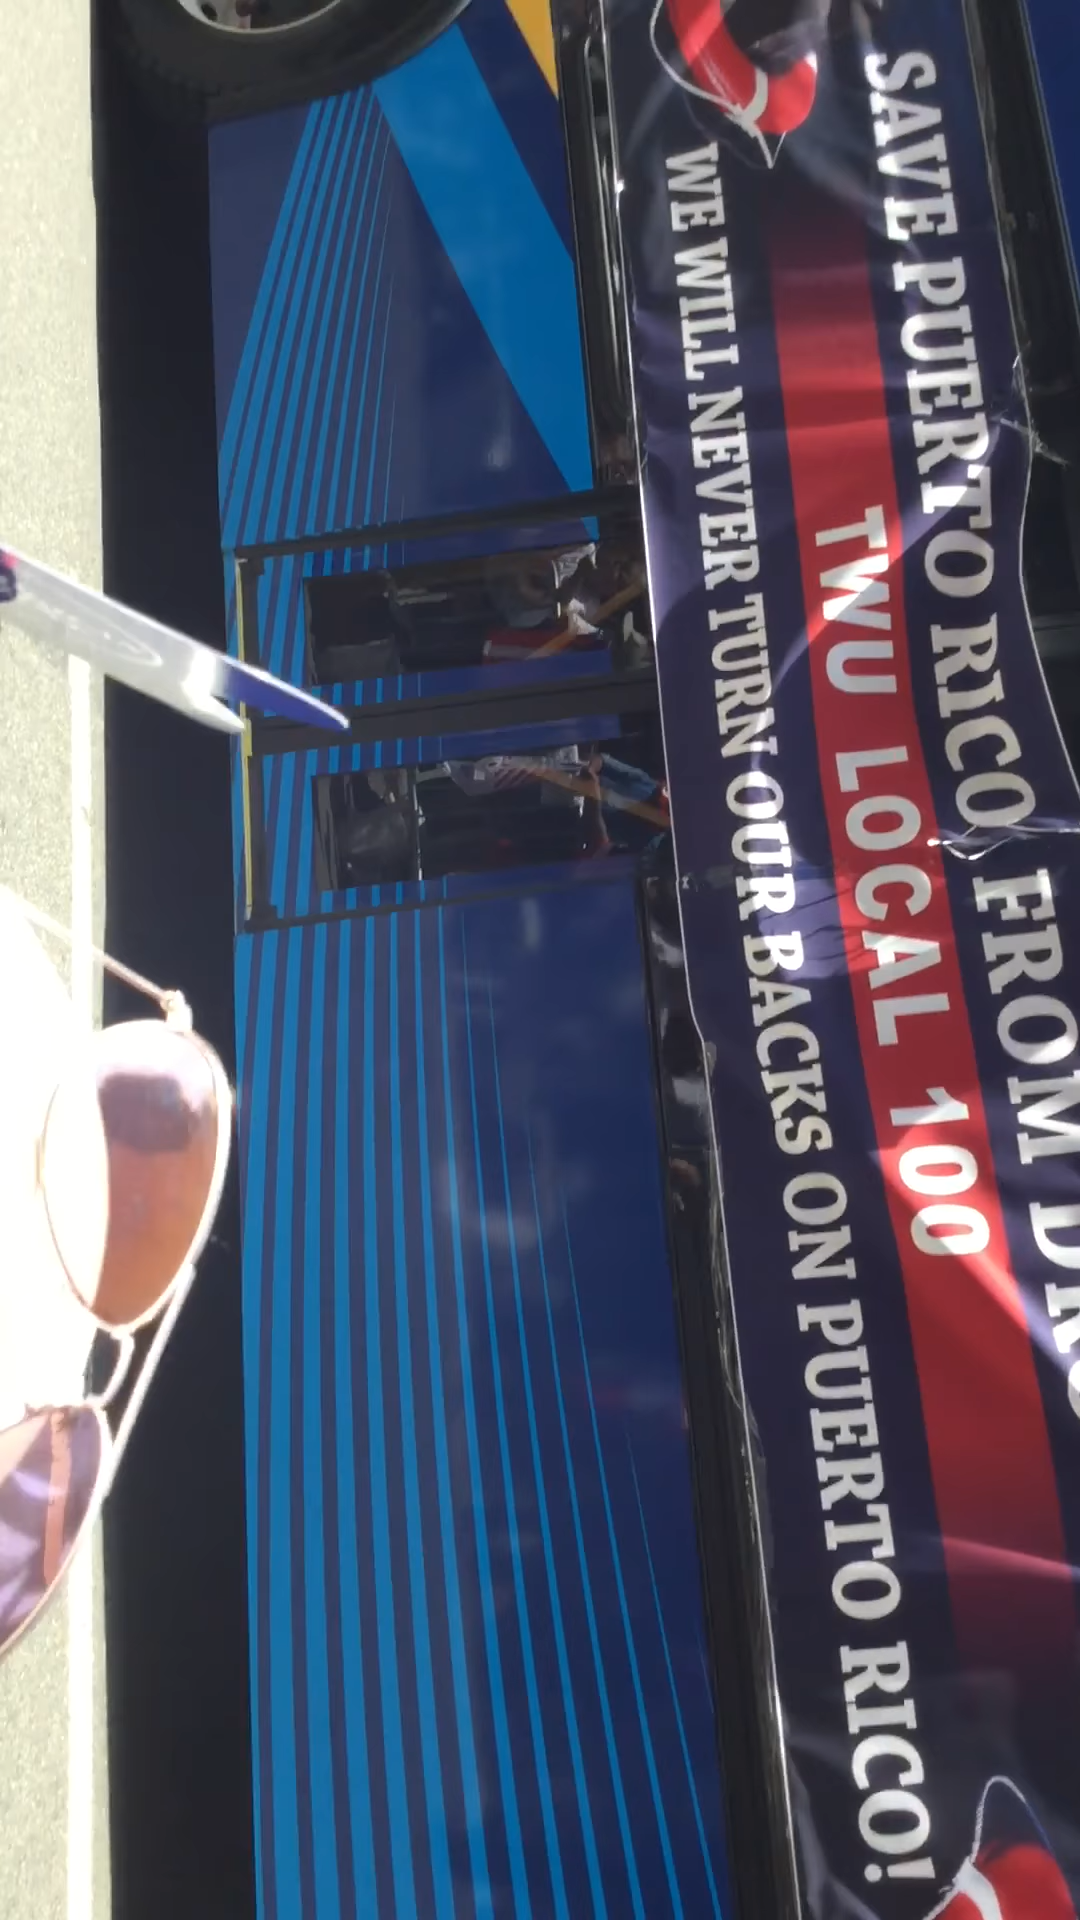 SAVE PUERTO RICO FROM
TWU LOCAL 100
WE WILL NEVER TURN OUR BACKS ON PUERTO RICO!